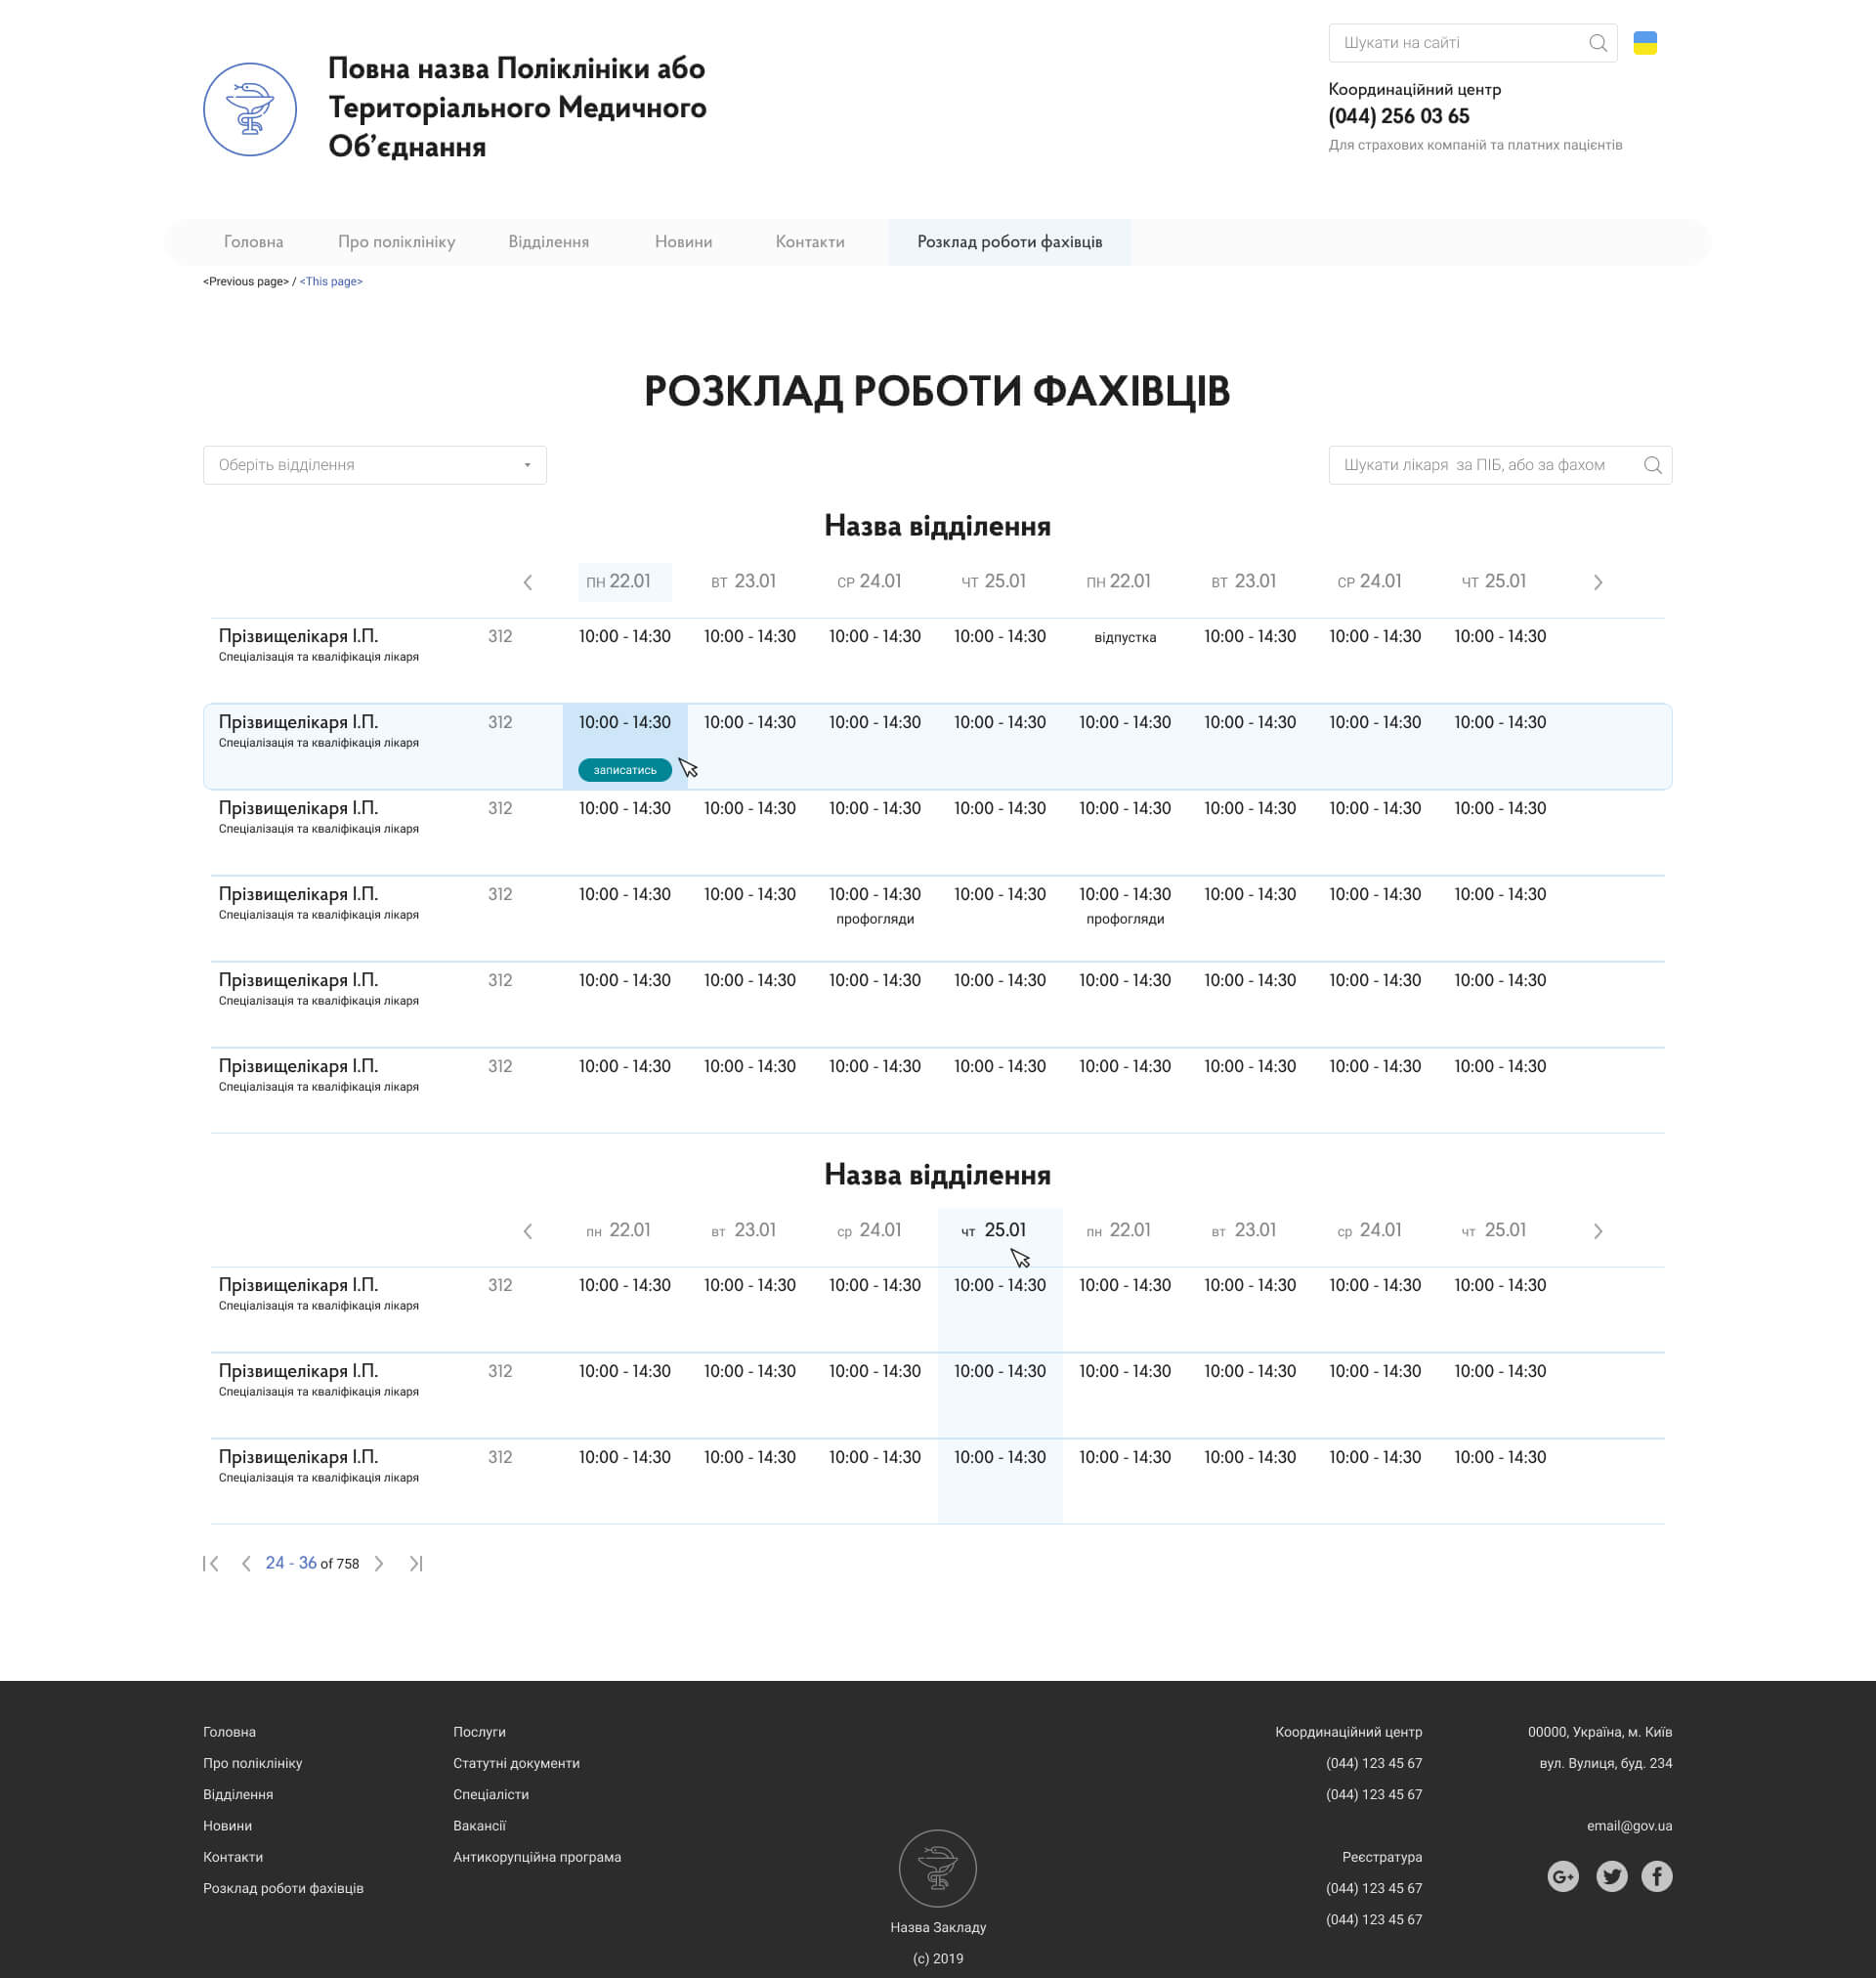 Шукати на сайті
Повна назва Поліклініки або
Територіального Медичного
Об’єднання
Координаційний центр
(044) 256 03 65
Для страхових компаній та платних пацієнтів
Головна Про поліклініку Відділення Новини Контакти Розклад роботи фахівців
<Previous page> / <This page>
РОЗКЛАД РОБОТИ ФАХІВЦІВ
Оберіть відділення
Шукати лікаря за ПІБ, або за фахом
Назва відділення
ПН 22.01 ВТ 23.01 СР 24.01 ЧТ 25.01 ПН 22.01 ВТ 23.01 СР 24.01 ЧТ 25.01
Прізвищелікаря І.П. 312 10:00 - 14:30 10:00 - 14:30 10:00 - 14:30 10:00 - 14:30 відпустка 10:00 - 14:30 10:00 - 14:30 10:00 - 14:30
Спеціалізація та кваліфікація лікаря
Прізвищелікаря І.П. 312 10:00 - 14:30 10:00 - 14:30 10:00 - 14:30 10:00 - 14:30 10:00 - 14:30 10:00 - 14:30 10:00 - 14:30 10:00 - 14:30
Спеціалізація та кваліфікація лікаря
записатись
Прізвищелікаря І.П. 312 10:00 - 14:30 10:00 - 14:30 10:00 - 14:30 10:00 - 14:30 10:00 - 14:30 10:00 - 14:30 10:00 - 14:30 10:00 - 14:30
Спеціалізація та кваліфікація лікаря
Прізвищелікаря І.П. 312 10:00 - 14:30 10:00 - 14:30 10:00 - 14:30 10:00 - 14:30 10:00 - 14:30 10:00 - 14:30 10:00 - 14:30 10:00 - 14:30
Спеціалізація та кваліфікація лікаря профогляди профогляди
Прізвищелікаря І.П. 312 10:00 - 14:30 10:00 - 14:30 10:00 - 14:30 10:00 - 14:30 10:00 - 14:30 10:00 - 14:30 10:00 - 14:30 10:00 - 14:30
Спеціалізація та кваліфікація лікаря
Прізвищелікаря І.П. 312 10:00 - 14:30 10:00 - 14:30 10:00 - 14:30 10:00 - 14:30 10:00 - 14:30 10:00 - 14:30 10:00 - 14:30 10:00 - 14:30
Спеціалізація та кваліфікація лікаря
Назва відділення
пн 22.01 вт 23.01 ср 24.01 чт 25.01 пн 22.01 вт 23.01 ср 24.01 чт 25.01
Прізвищелікаря І.П. 312 10:00 - 14:30 10:00 - 14:30 10:00 - 14:30 10:00 - 14:30 10:00 - 14:30 10:00 - 14:30 10:00 - 14:30 10:00 - 14:30
Спеціалізація та кваліфікація лікаря
Прізвищелікаря І.П. 312 10:00 - 14:30 10:00 - 14:30 10:00 - 14:30 10:00 - 14:30 10:00 - 14:30 10:00 - 14:30 10:00 - 14:30 10:00 - 14:30
Спеціалізація та кваліфікація лікаря
Прізвищелікаря І.П. 312 10:00 - 14:30 10:00 - 14:30 10:00 - 14:30 10:00 - 14:30 10:00 - 14:30 10:00 - 14:30 10:00 - 14:30 10:00 - 14:30
Спеціалізація та кваліфікація лікаря
24 - 36 of 758
Головна
Про поліклініку
Відділення
Новини
Контакти
Розклад роботи фахівців
Послуги
Статутні документи
Спеціалісти
Вакансії
Антикорупційна програма
Назва Закладу
(c) 2019
Координаційний центр
(044) 123 45 67
(044) 123 45 67
Реєстратура
(044) 123 45 67
(044) 123 45 67
00000, Україна, м. Київ
вул. Вулиця, буд. 234
email@gov.ua